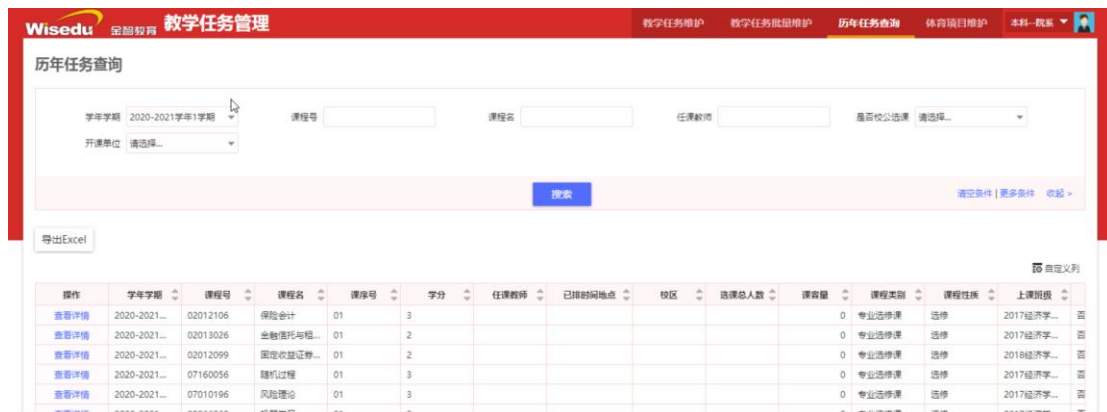 Wisedu 金智教育 教学任务管理 教学任务维护 教学任务批量维护 历年任务查询 体育项目维护 本科--院系
历年任务查询
学年学期 2020-2021学年1学期 课程号 课程名 任课教师 是否校公选课 请选择...
开课单位 请选择...
搜索 清空条件 | 更多条件 收起
导出Excel
自定义列
操作 学年学期 课程号 课程名 课序号 学分 任课教师 已排时间地点 校区 选课总人数 课容量 课程类别 课程性质 上课班级
查看详情 2020-2021... 02012106 保险会计 01 3 0 专业选修课 选修 2017经济学... 否
查看详情 2020-2021... 02013026 金融信托与租... 01 2 0 专业选修课 选修 2017经济学... 否
查看详情 2020-2021... 02012099 固定收益证券... 01 2 0 专业选修课 选修 2018经济学... 否
查看详情 2020-2021... 07160056 随机过程 01 3 0 专业选修课 选修 2017经济学... 否
查看详情 2020-2021... 07010196 风险理论 01 3 0 专业选修课 选修 2017经济学... 否